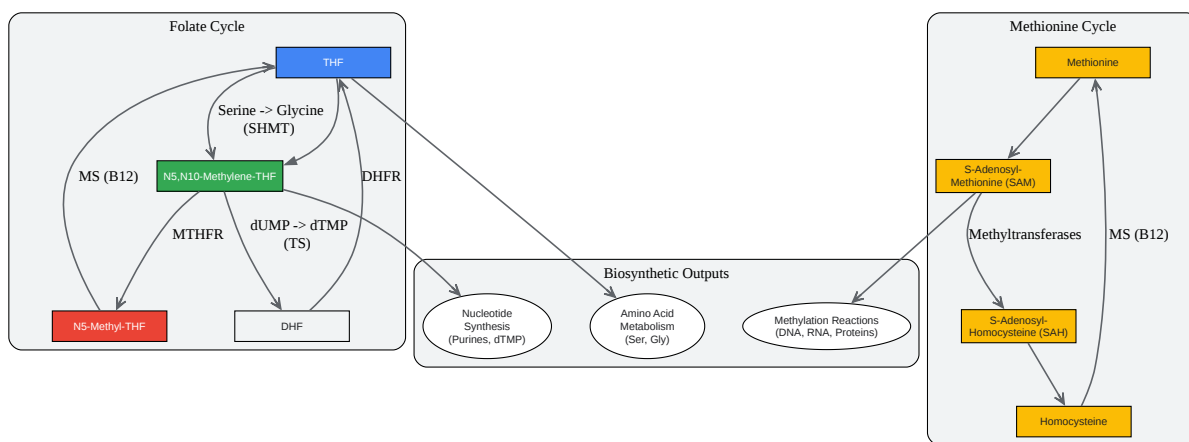 Folate Cycle
THF
Serine -> Glycine
(SHMT)
MS (B12)
N5,N10-Methylene-THF
DHFR
MTHFR
dUMP -> dTMP
(TS)
N5-Methyl-THF
DHF
Biosynthetic Outputs
Nucleotide
Synthesis
(Purines, dTMP)
Amino Acid
Metabolism
(Ser, Gly)
Methylation Reactions
(DNA, RNA, Proteins)
Methionine Cycle
Methionine
S-Adenosyl-
Methionine (SAM)
Methyltransferases
MS (B12)
S-Adenosyl-
Homocysteine (SAH)
Homocysteine